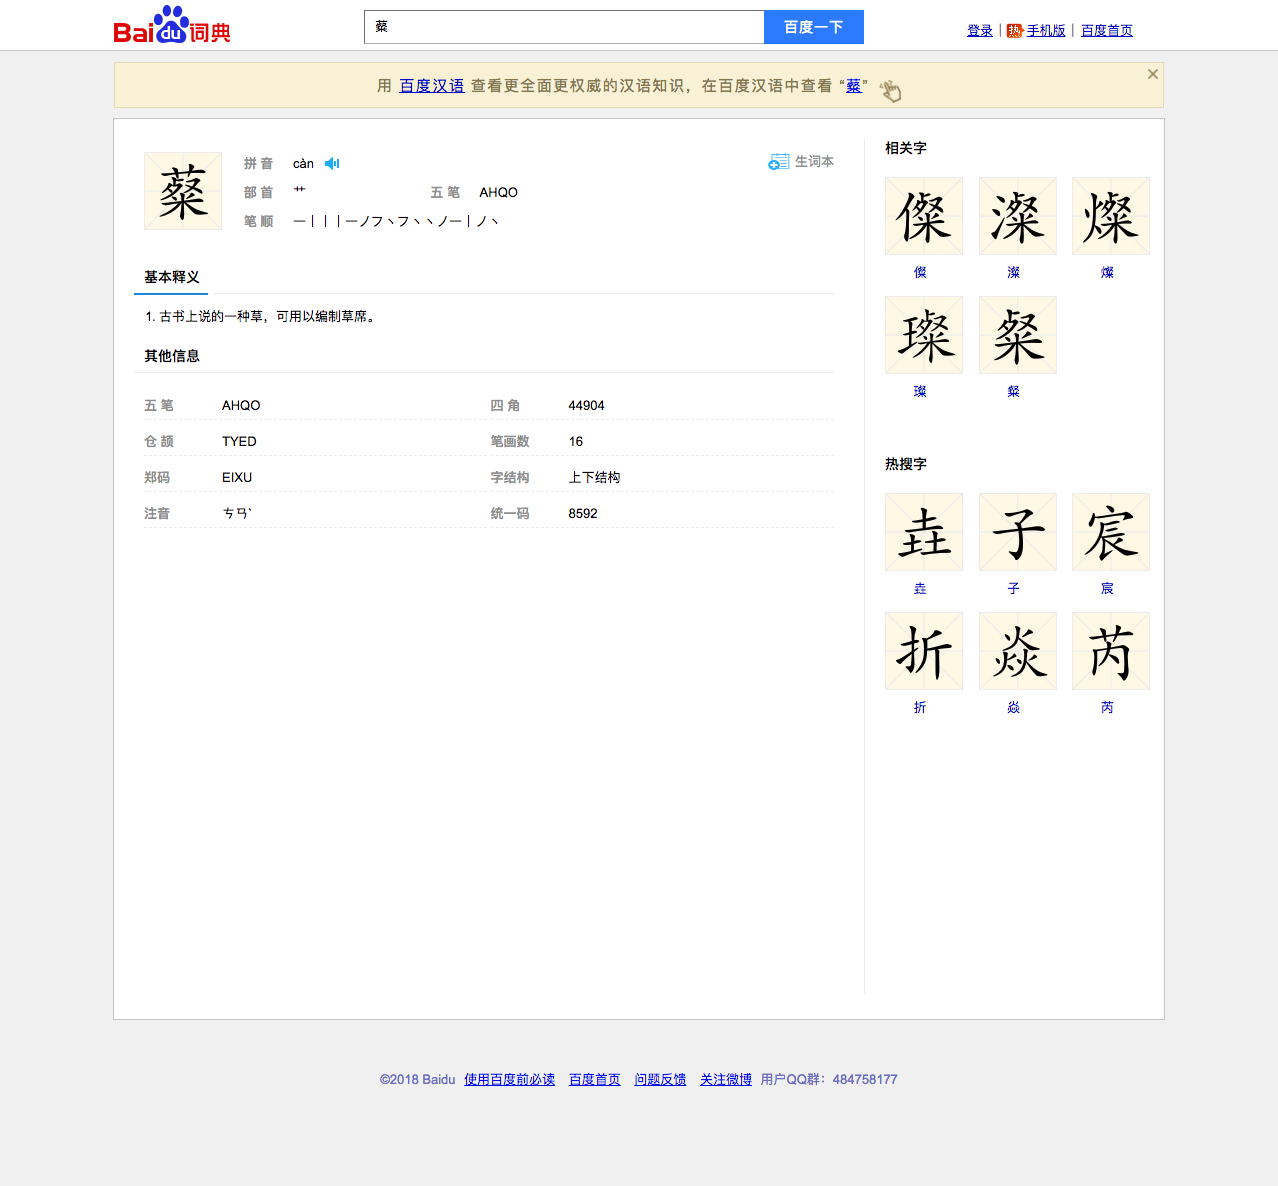 Bai du 词典
薒
百度一下
登录 | 热 手机版 | 百度首页
用 百度汉语 查看更全面更权威的汉语知识，在百度汉语中查看 “薒”
薒
拼 音 càn
生词本
部 首 艹 五 笔 AHQO
笔 顺 一丨丨丨一ノフ丶フ丶丶ノ一丨ノ丶
基本释义
1. 古书上说的一种草，可用以编制草席。
其他信息
五 笔 AHQO 四 角 44904
仓 颉 TYED 笔画数 16
郑码 EIXU 字结构 上下结构
注音 ㄘㄢˋ 统一码 8592
相关字
儏 澯 燦
儏 澯 燦
璨 粲
璨 粲
热搜字
垚 子 宸
垚 子 宸
折 焱 芮
折 焱 芮
©2018 Baidu 使用百度前必读 百度首页 问题反馈 关注微博 用户QQ群：484758177